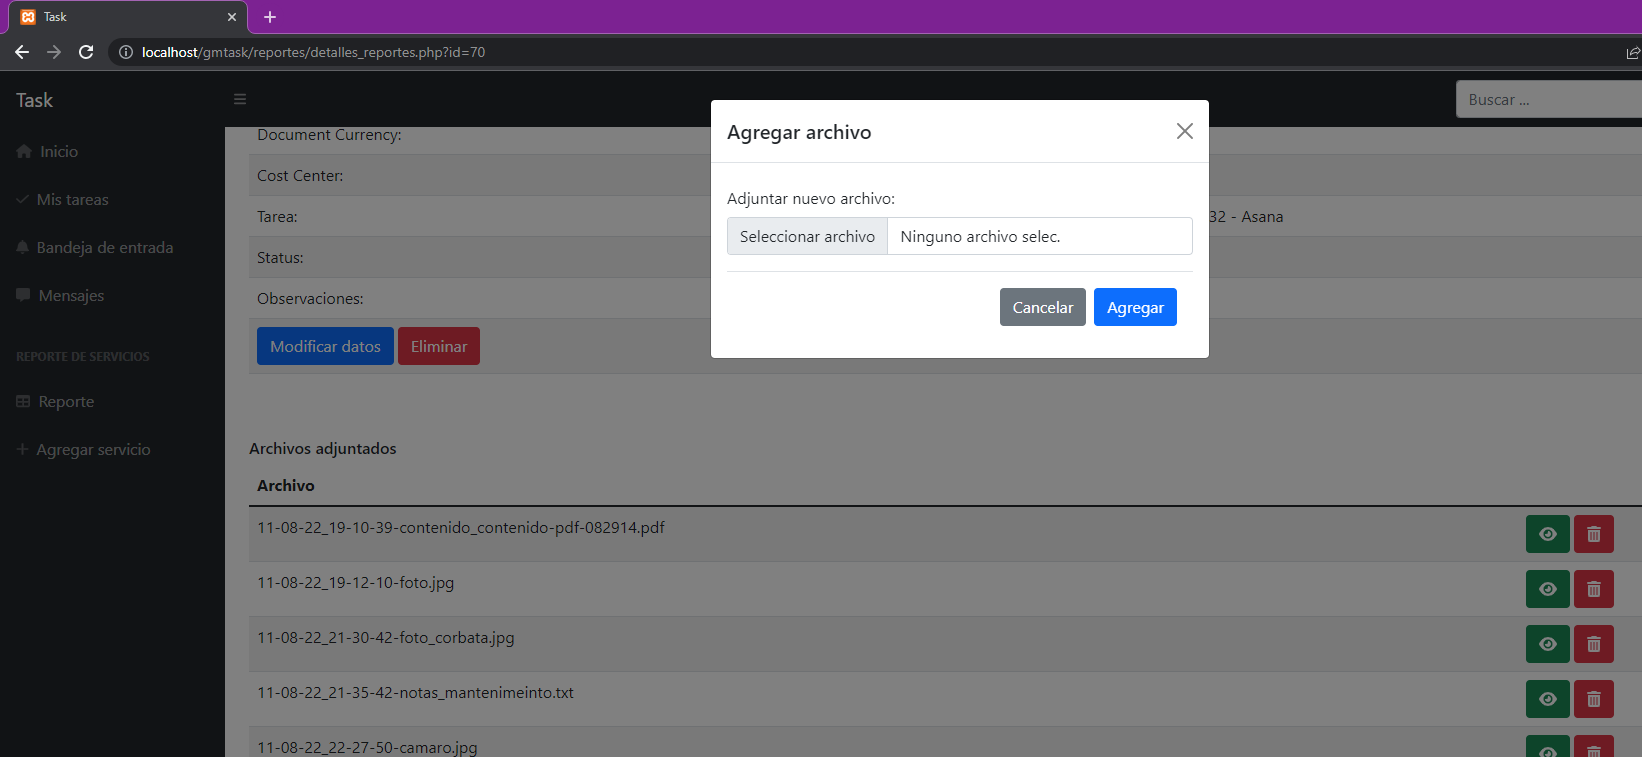 Task
localhost/gmtask/reportes/detalles_reportes.php?id=70
Task
Buscar ...
Inicio
Mis tareas
Bandeja de entrada
Mensajes
REPORTE DE SERVICIOS
Reporte
Agregar servicio
Document Currency:
Cost Center:
Tarea:
32 - Asana
Status:
Observaciones:
Modificar datos
Eliminar
Agregar archivo
Adjuntar nuevo archivo:
Seleccionar archivo
Ninguno archivo selec.
Cancelar
Agregar
Archivos adjuntados
Archivo
11-08-22_19-10-39-contenido_contenido-pdf-082914.pdf
11-08-22_19-12-10-foto.jpg
11-08-22_21-30-42-foto_corbata.jpg
11-08-22_21-35-42-notas_mantenimeinto.txt
11-08-22_22-27-50-camaro.jpg